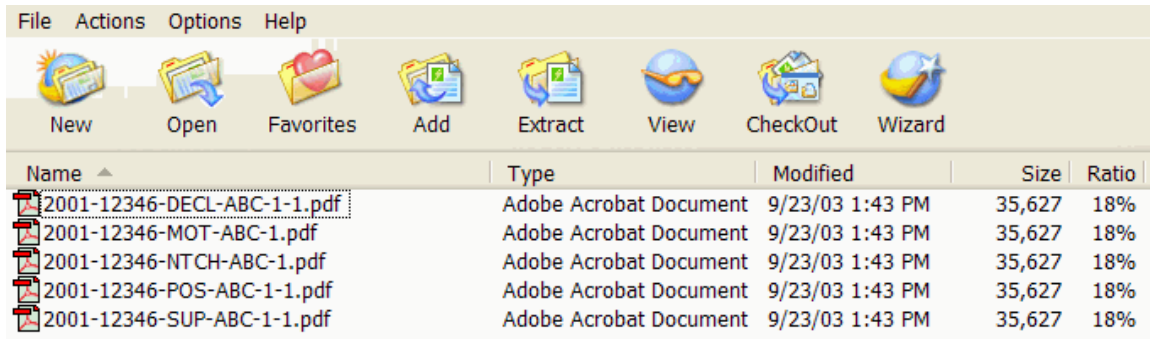 File Actions Options Help
New Open Favorites Add Extract View CheckOut Wizard
Name Type Modified Size Ratio
2001-12346-DECL-ABC-1-1.pdf Adobe Acrobat Document 9/23/03 1:43 PM 35,627 18%
2001-12346-MOT-ABC-1.pdf Adobe Acrobat Document 9/23/03 1:43 PM 35,627 18%
2001-12346-NTCH-ABC-1.pdf Adobe Acrobat Document 9/23/03 1:43 PM 35,627 18%
2001-12346-POS-ABC-1-1.pdf Adobe Acrobat Document 9/23/03 1:43 PM 35,627 18%
2001-12346-SUP-ABC-1-1.pdf Adobe Acrobat Document 9/23/03 1:43 PM 35,627 18%